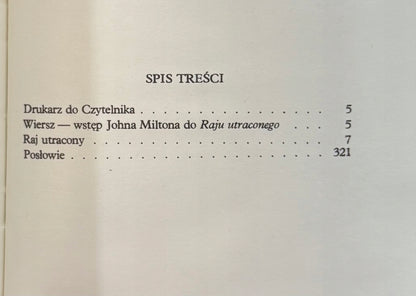 SPIS TREŚCI
Drukarz do Czytelnika . . . . . . . . . . . . . . . . 5
Wiersz — wstęp Johna Miltona do Raju utraconego . . . 5
Raj utracony . . . . . . . . . . . . . . . . . . . . 7
Posłowie . . . . . . . . . . . . . . . . . . . . . . 321